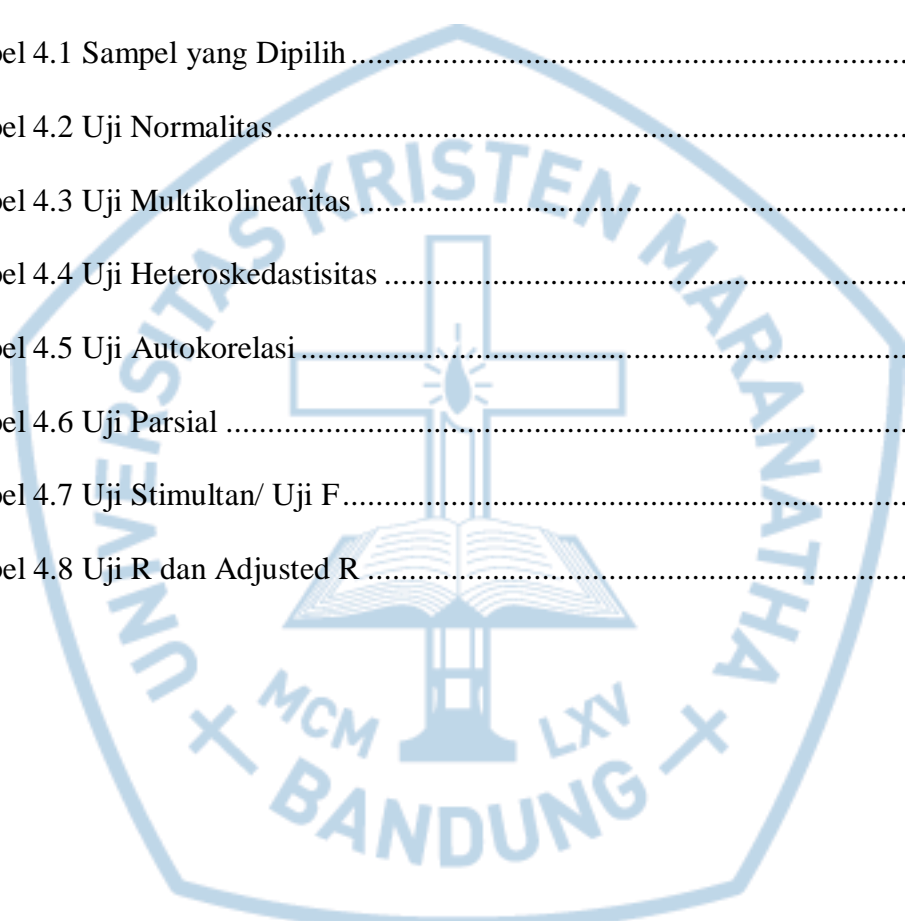 bel 4.1 Sampel yang Dipilih ........................................................................
bel 4.2 Uji Normalitas ........................................................................
bel 4.3 Uji Multikolinearitas ........................................................................
bel 4.4 Uji Heteroskedastisitas ........................................................................
bel 4.5 Uji Autokorelasi ........................................................................
bel 4.6 Uji Parsial ........................................................................
bel 4.7 Uji Stimultan/ Uji F ........................................................................
bel 4.8 Uji R dan Adjusted R ........................................................................
UNIVERSITAS KRISTEN MARANATHA
MCM LXV
BANDUNG